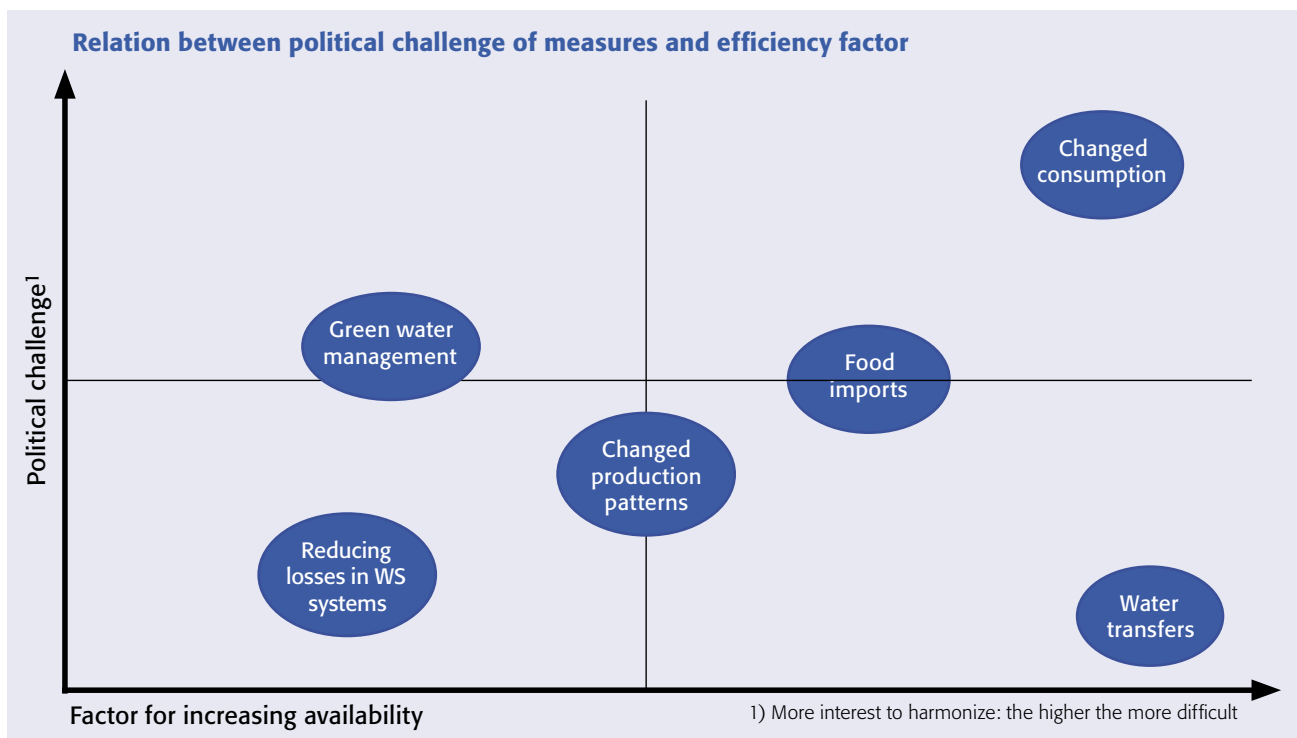 Relation between political challenge of measures and efficiency factor
Political challenge¹
Changed
consumption
Green water
management
Food
imports
Changed
production
patterns
Reducing
losses in WS
systems
Water
transfers
Factor for increasing availability
1) More interest to harmonize: the higher the more difficult